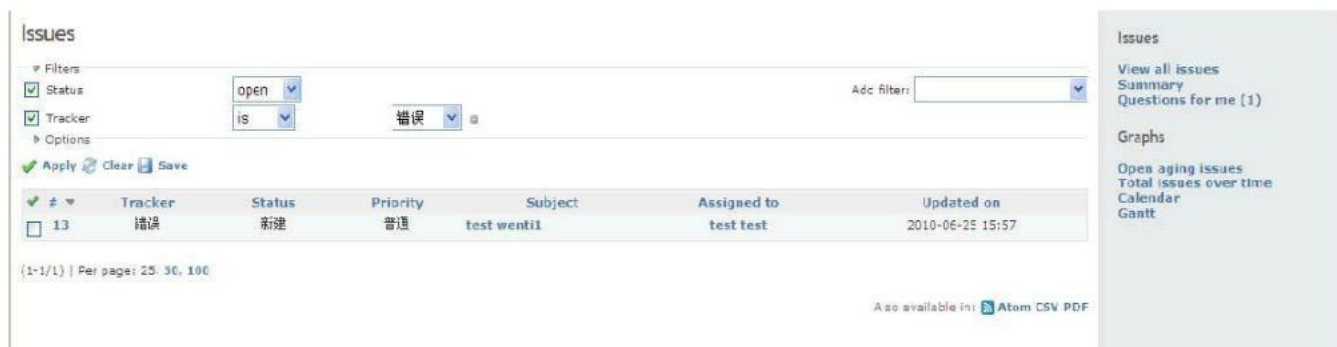 Issues
Filters
Status open Adc filter:
Tracker is 错误
Options
Apply Clear Save
# Tracker Status Priority Subject Assigned to Updated on
13 错误 新建 普通 test wenti1 test test 2010-06-25 15:57
(1-1/1) | Per page: 25, 50, 100
Also available in: Atom CSV PDF
Issues
View all issues
Summary
Questions for me (1)
Graphs
Open aging issues
Total issues over time
Calendar
Gantt